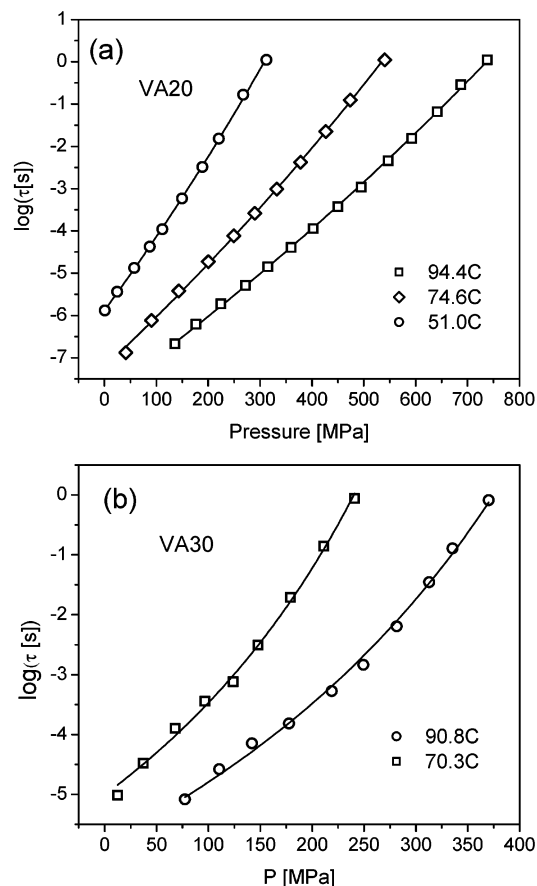 (a)
VA20
log(τ[s])
1
0
-1
-2
-3
-4
-5
-6
-7
94.4C
74.6C
51.0C
0 100 200 300 400 500 600 700 800
Pressure [MPa]
(b)
VA30
log(τ [s])
0
-1
-2
-3
-4
-5
90.8C
70.3C
0 50 100 150 200 250 300 350 400
P [MPa]